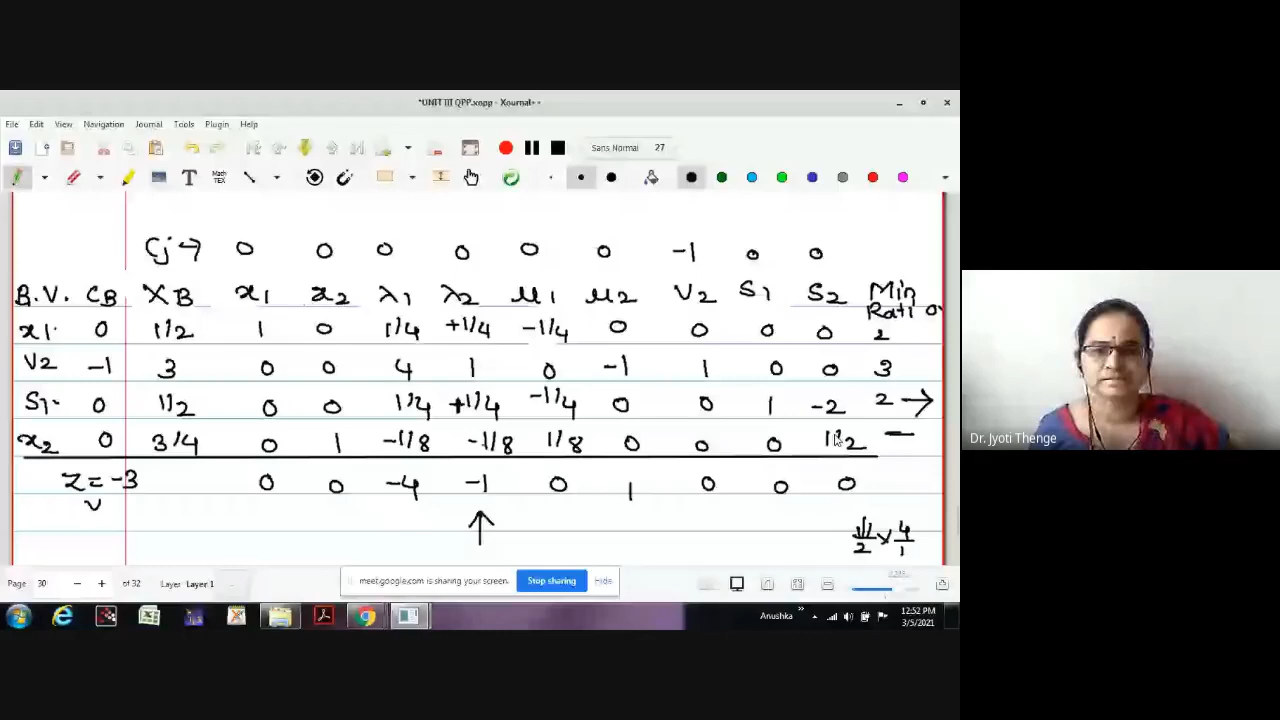 *UNIT III QPP.xopp - Xournal++
File Edit View Navigation Journal Tools Plugin Help
Sans Normal 27
Cj→ 0 0 0 0 0 0 -1 0 0
B.V. CB XB x1 x2 λ1 λ2 μ1 μ2 V2 S1 S2 Min Ratio
x1 0 1/2 1 0 1/4 +1/4 -1/4 0 0 0 0 2
V2 -1 3 0 0 4 1 0 -1 1 0 0 3
S1 0 1/2 0 0 1/4 +1/4 -1/4 0 0 1 -2 2 →
x2 0 3/4 0 1 -1/8 -1/8 1/8 0 0 0 1/2 —
Z = -3 0 0 -4 -1 0 1 0 0 0
↑
1/2 × 4/1
Dr. Jyoti Thenge
Page 30 of 32 Layer Layer 1
meet.google.com is sharing your screen. Stop sharing Hide
Anushka
12:52 PM
3/5/2021